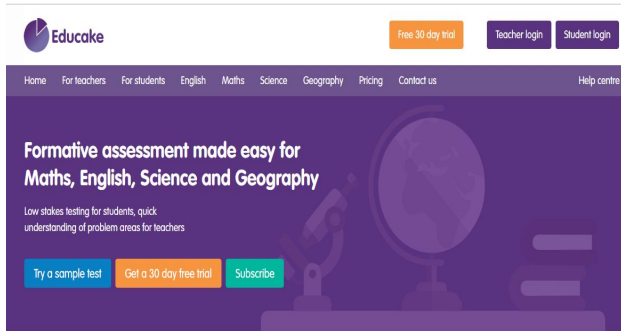 Educake
Free 30 day trial
Teacher login
Student login
Home For teachers For students English Maths Science Geography Pricing Contact us Help centre
Formative assessment made easy for
Maths, English, Science and Geography
Low stakes testing for students, quick
understanding of problem areas for teachers
Try a sample test
Get a 30 day free trial
Subscribe